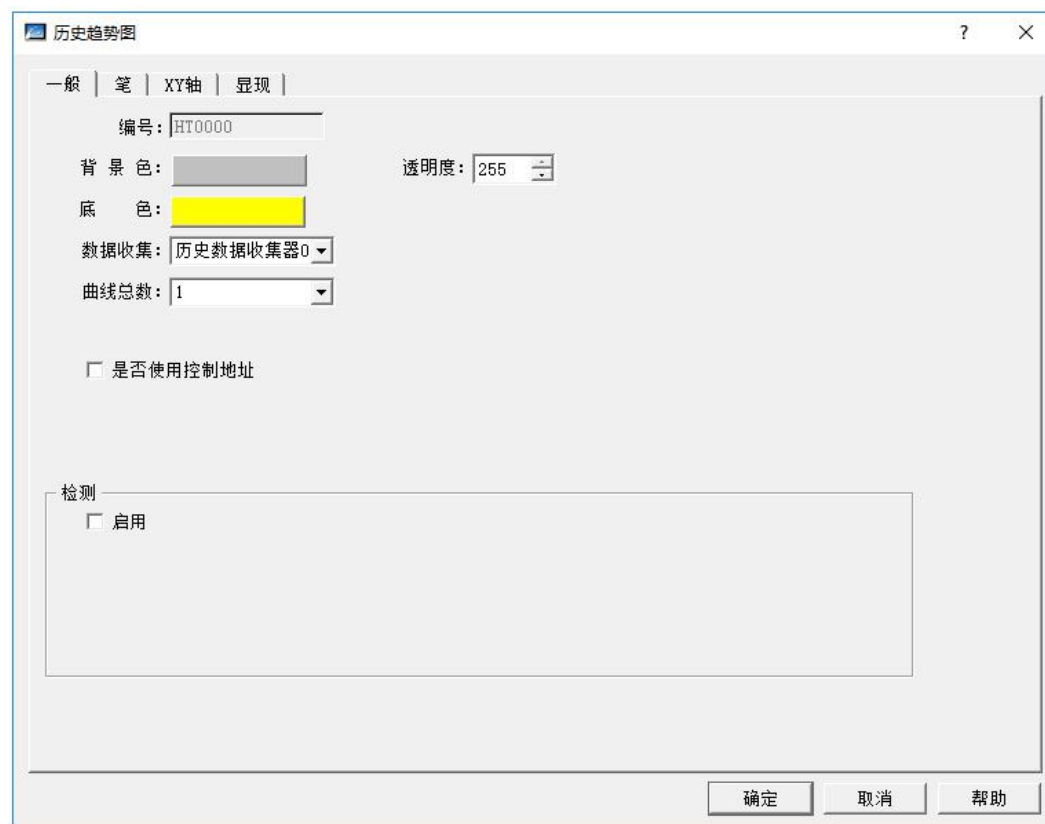 历史趋势图
?
一般 笔 XY轴 显现
编号: HT0000
背 景 色: 透明度: 255
底 色:
数据收集: 历史数据收集器0
曲线总数: 1
是否使用控制地址
检测
启用
确定 取消 帮助